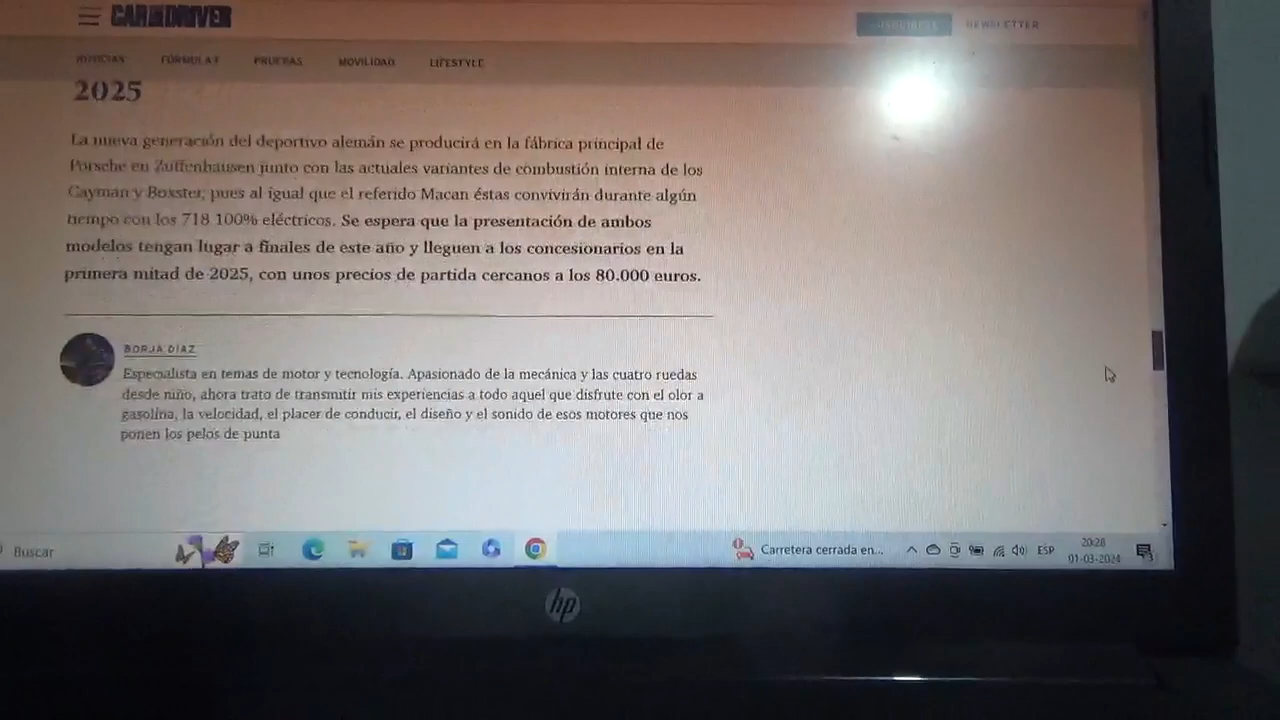 CAR AND DRIVER
SUSCRÍBETE NEWSLETTER
NOTICIAS FÓRMULA 1 PRUEBAS MOVILIDAD LIFESTYLE
2025
La nueva generación del deportivo alemán se producirá en la fábrica principal de
Porsche en Zuffenhausen junto con las actuales variantes de combustión interna de los
Cayman y Boxster, pues al igual que el referido Macan éstas convivirán durante algún
tiempo con los 718 100% eléctricos. Se espera que la presentación de ambos
modelos tengan lugar a finales de este año y lleguen a los concesionarios en la
primera mitad de 2025, con unos precios de partida cercanos a los 80.000 euros.
BORJA DÍAZ
Especialista en temas de motor y tecnología. Apasionado de la mecánica y las cuatro ruedas
desde niño, ahora trato de transmitir mis experiencias a todo aquel que disfrute con el olor a
gasolina, la velocidad, el placer de conducir, el diseño y el sonido de esos motores que nos
ponen los pelos de punta
Buscar
Carretera cerrada en...
ESP
20:28
01-03-2024
3
hp